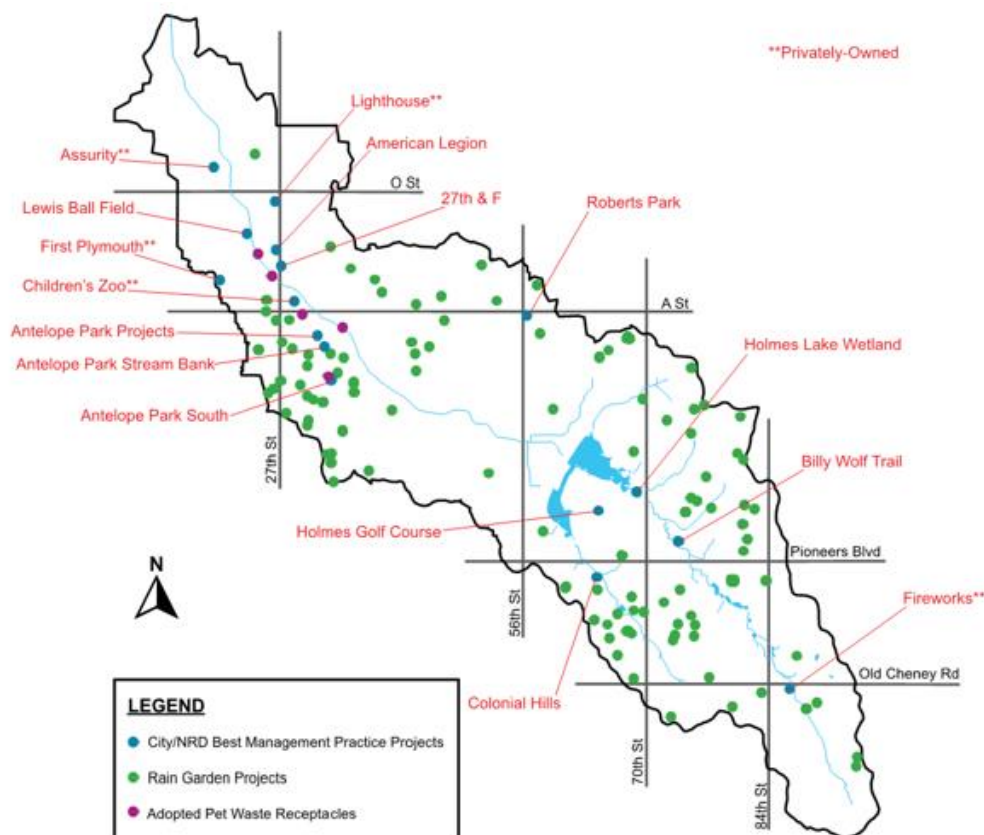 **Privately-Owned
Lighthouse**
American Legion
Assurity**
O St
Lewis Ball Field
27th & F
Roberts Park
First Plymouth**
Children's Zoo**
A St
Antelope Park Projects
Holmes Lake Wetland
Antelope Park Stream Bank
Antelope Park South
27th St
Billy Wolf Trail
Holmes Golf Course
Pioneers Blvd
N
56th St
Fireworks**
Old Cheney Rd
Colonial Hills
70th St
84th St
LEGEND
City/NRD Best Management Practice Projects
Rain Garden Projects
Adopted Pet Waste Receptacles